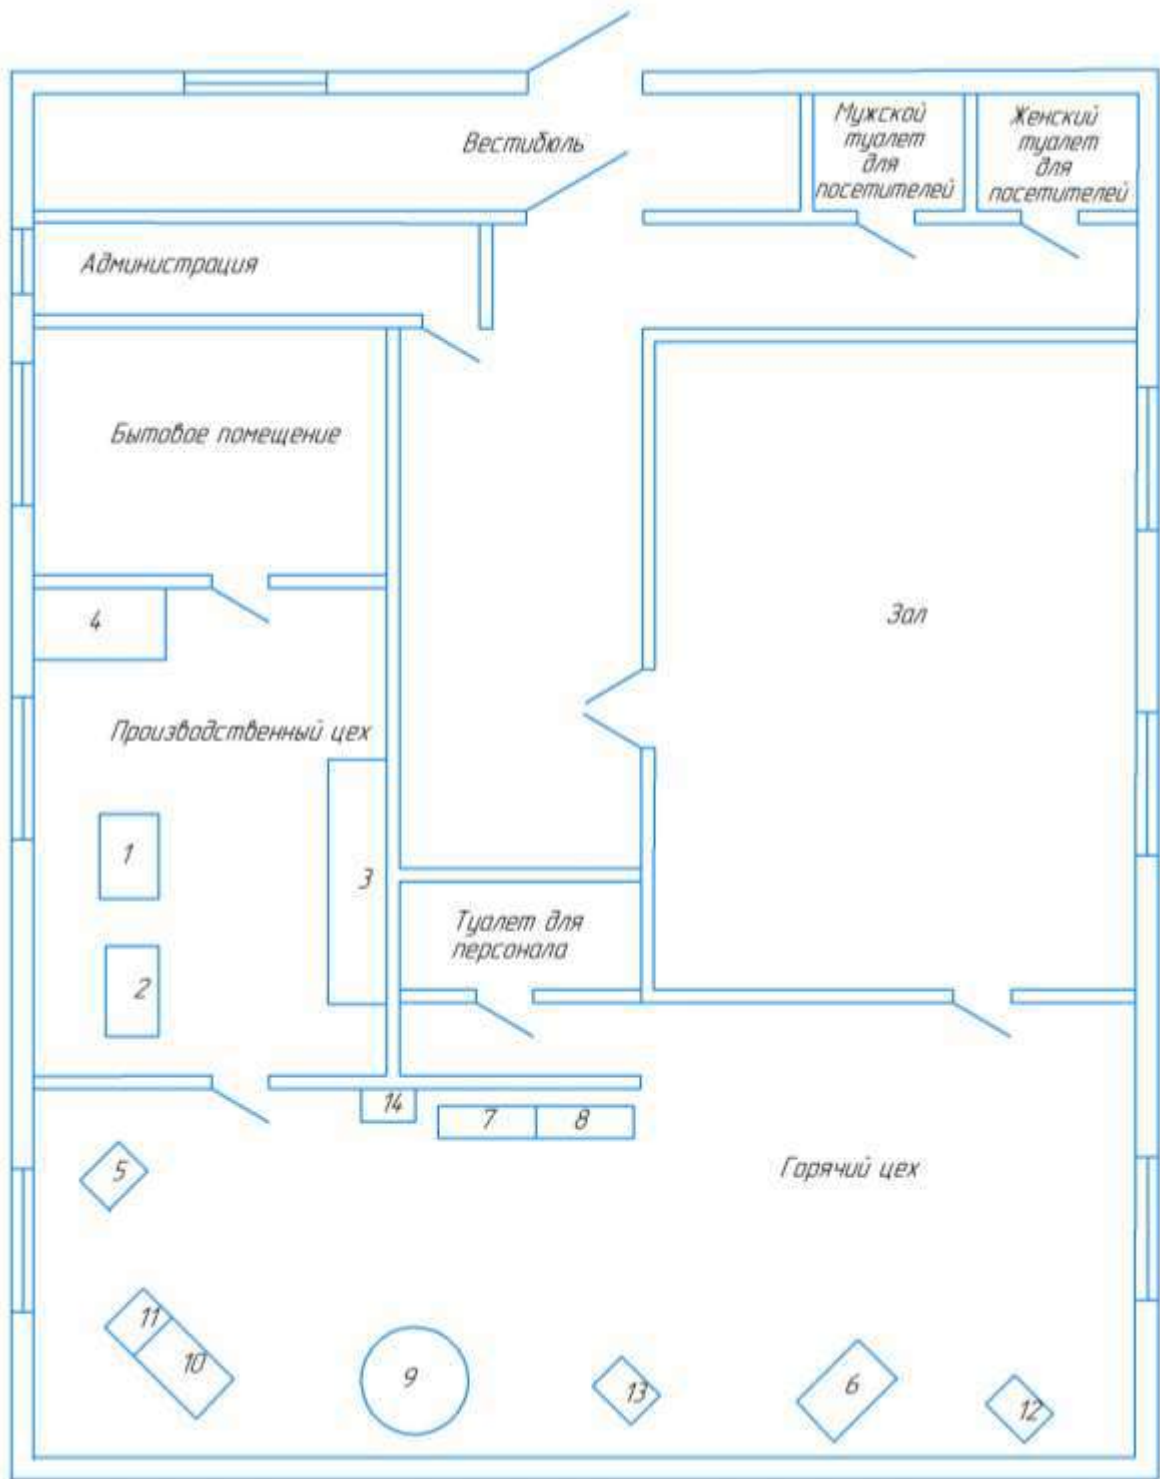 Вестибюль
Мужской
туалет
для
посетителей
Женский
туалет
для
посетителей
Администрация
Бытовое помещение
4
Зал
Производственный цех
1
3
2
Туалет для
персонала
14
7
8
5
Горячий цех
11
10
9
13
6
12